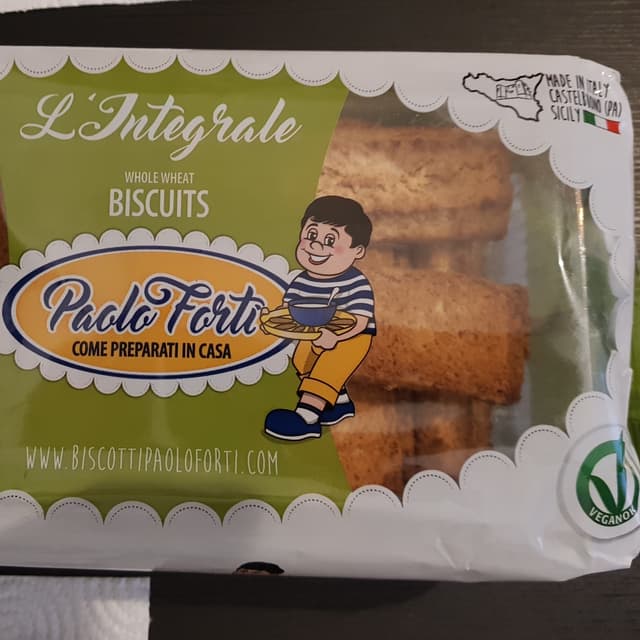 L'Integrale
WHOLE WHEAT
BISCUITS
Paolo Forti
COME PREPARATI IN CASA
WWW.BISCOTTIPAOLOFORTI.COM
MADE IN ITALY
CASTELBUONO (PA)
SICILY
VEGANOK